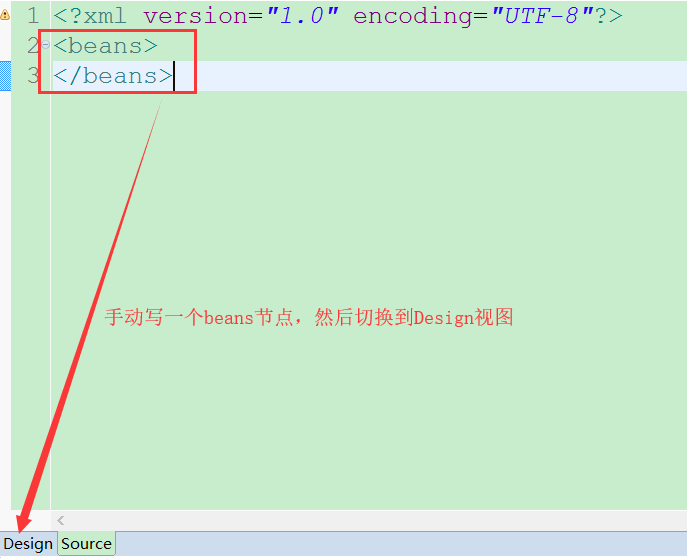 1 <?xml version="1.0" encoding="UTF-8"?>
2 <beans>
3 </beans>
手动写一个beans节点，然后切换到Design视图
Design Source